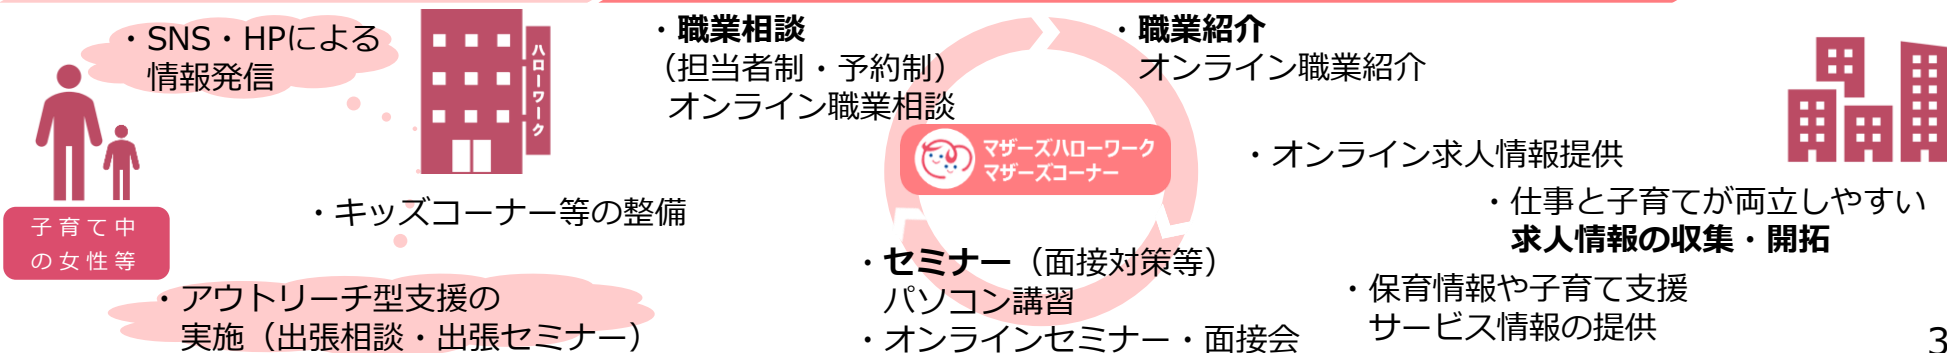 ・SNS・HPによる
情報発信
ハローワーク
子育て中
の女性等
・キッズコーナー等の整備
・アウトリーチ型支援の
実施（出張相談・出張セミナー）
・職業相談
（担当者制・予約制）
オンライン職業相談
・職業紹介
オンライン職業紹介
マザーズハローワーク
マザーズコーナー
・オンライン求人情報提供
・仕事と子育てが両立しやすい
求人情報の収集・開拓
・セミナー（面接対策等）
パソコン講習
・オンラインセミナー・面接会
・保育情報や子育て支援
サービス情報の提供
3